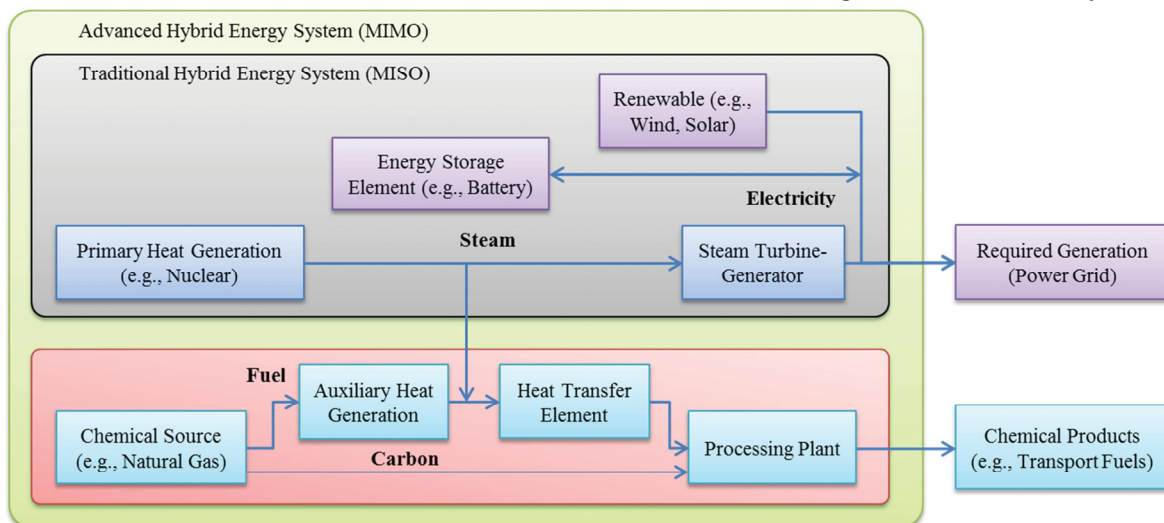 Advanced Hybrid Energy System (MIMO)
Traditional Hybrid Energy System (MISO)
Renewable (e.g.,
Wind, Solar)
Energy Storage
Element (e.g., Battery)
Electricity
Steam
Primary Heat Generation
(e.g., Nuclear)
Steam Turbine-
Generator
Required Generation
(Power Grid)
Fuel
Auxiliary Heat
Generation
Heat Transfer
Element
Chemical Source
(e.g., Natural Gas)
Carbon
Processing Plant
Chemical Products
(e.g., Transport Fuels)